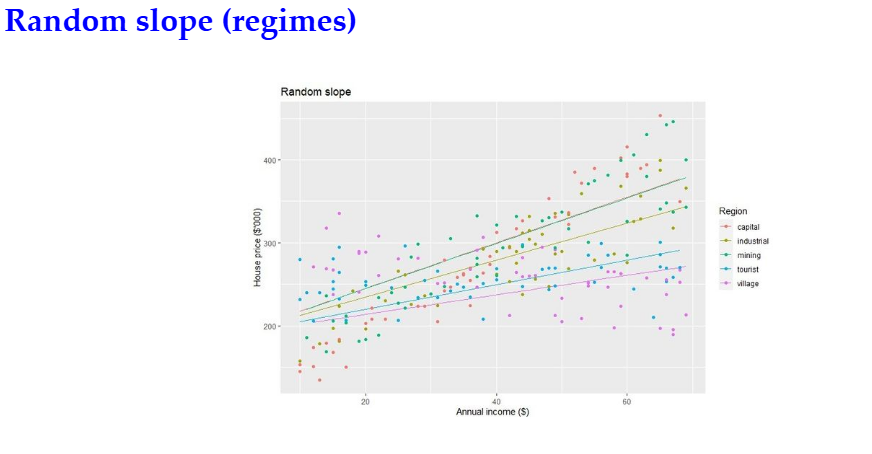 Random slope (regimes)
Random slope
400
300
200
House price ($'000)
20 40 60
Annual income ($)
Region
capital
industrial
mining
tourist
village